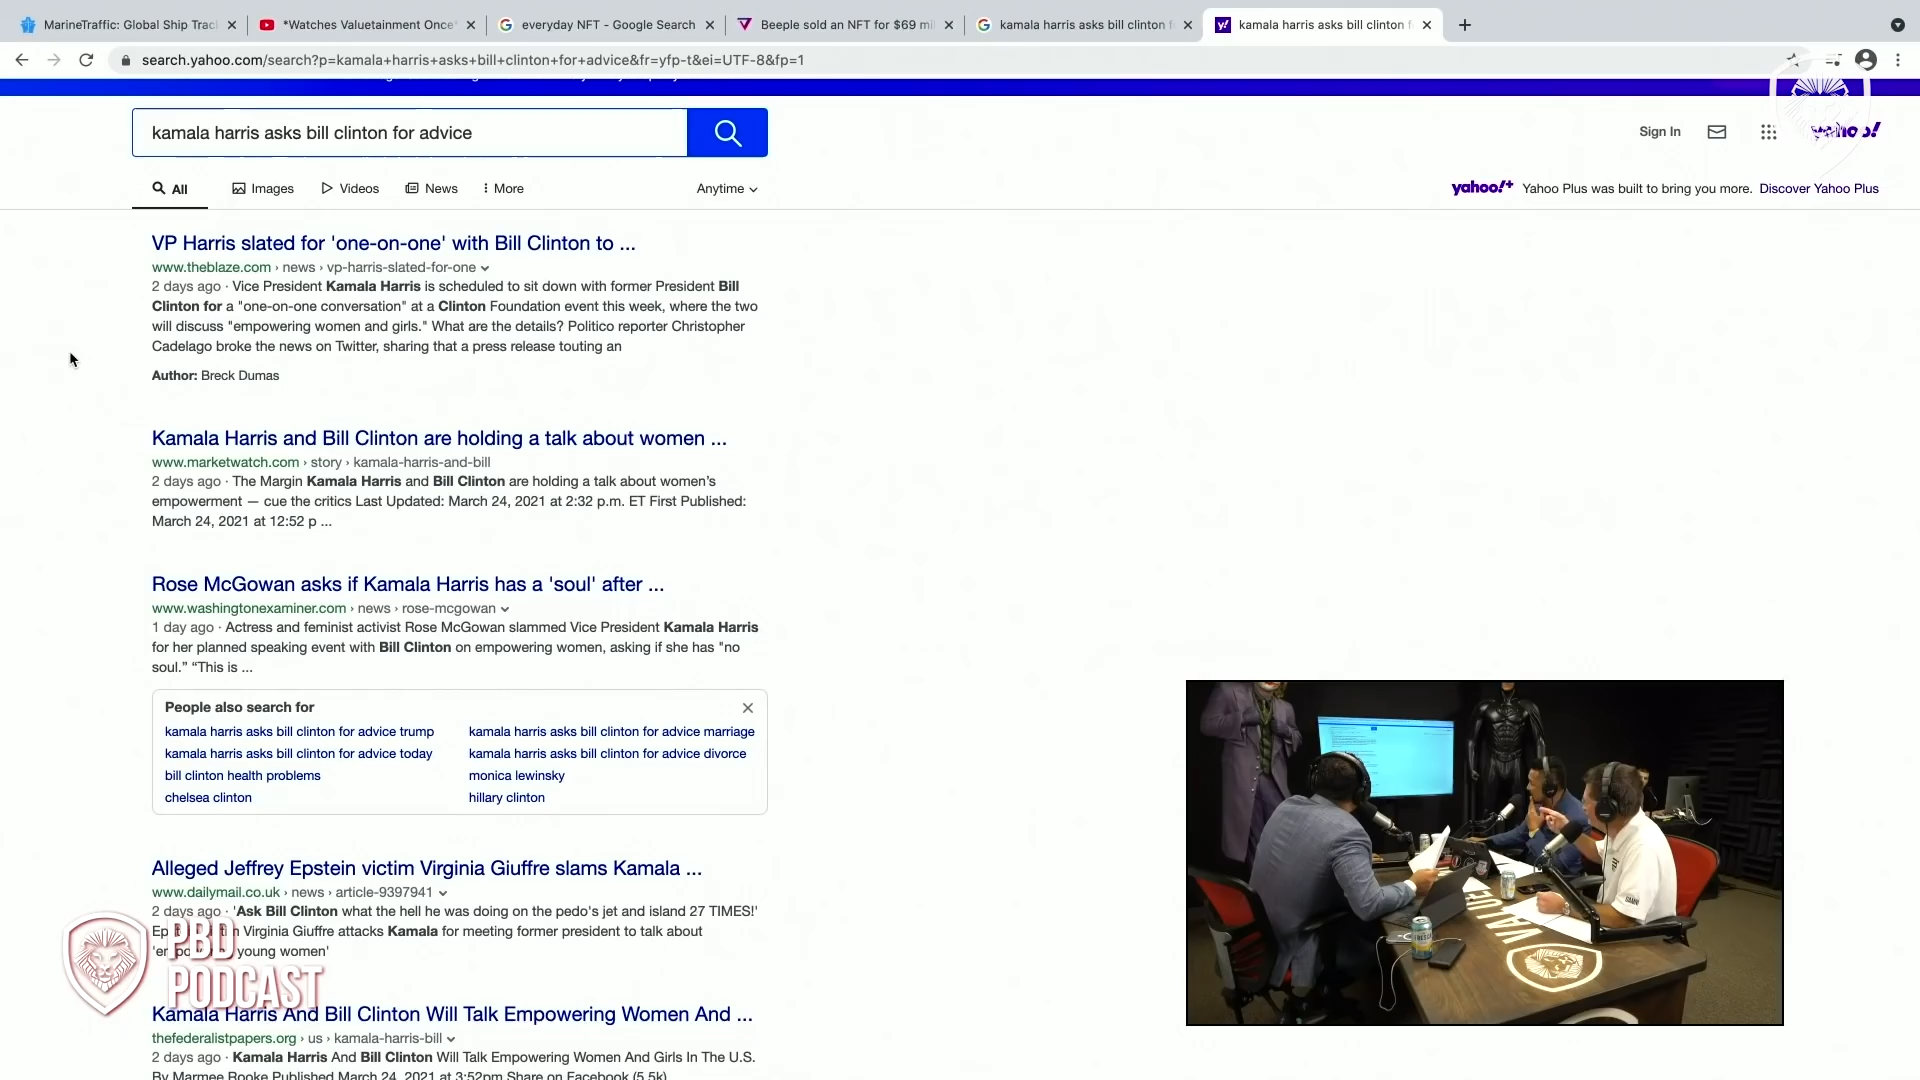 MarineTraffic: Global Ship Trac
*Watches Valuetainment Once*
everyday NFT - Google Search
Beeple sold an NFT for $69 mi
kamala harris asks bill clinton f
kamala harris asks bill clinton f
search.yahoo.com/search?p=kamala+harris+asks+bill+clinton+for+advice&fr=yfp-t&ei=UTF-8&fp=1
kamala harris asks bill clinton for advice
Sign In
yahoo!
All
Images
Videos
News
More
Anytime
yahoo!+ Yahoo Plus was built to bring you more. Discover Yahoo Plus
VP Harris slated for 'one-on-one' with Bill Clinton to ...
www.theblaze.com › news › vp-harris-slated-for-one
2 days ago · Vice President Kamala Harris is scheduled to sit down with former President Bill
Clinton for a "one-on-one conversation" at a Clinton Foundation event this week, where the two
will discuss "empowering women and girls." What are the details? Politico reporter Christopher
Cadelago broke the news on Twitter, sharing that a press release touting an
Author: Breck Dumas
Kamala Harris and Bill Clinton are holding a talk about women ...
www.marketwatch.com › story › kamala-harris-and-bill
2 days ago · The Margin Kamala Harris and Bill Clinton are holding a talk about women's
empowerment — cue the critics Last Updated: March 24, 2021 at 2:32 p.m. ET First Published:
March 24, 2021 at 12:52 p ...
Rose McGowan asks if Kamala Harris has a 'soul' after ...
www.washingtonexaminer.com › news › rose-mcgowan
1 day ago · Actress and feminist activist Rose McGowan slammed Vice President Kamala Harris
for her planned speaking event with Bill Clinton on empowering women, asking if she has "no
soul." "This is ...
People also search for
kamala harris asks bill clinton for advice trump
kamala harris asks bill clinton for advice marriage
kamala harris asks bill clinton for advice today
kamala harris asks bill clinton for advice divorce
bill clinton health problems
monica lewinsky
chelsea clinton
hillary clinton
Alleged Jeffrey Epstein victim Virginia Giuffre slams Kamala ...
www.dailymail.co.uk › news › article-9397941
2 days ago · 'Ask Bill Clinton what the hell he was doing on the pedo's jet and island 27 TIMES!'
Virginia Giuffre attacks Kamala for meeting former president to talk about
young women'
PBD
PODCAST
Kamala Harris And Bill Clinton Will Talk Empowering Women And ...
thefederalistpapers.org › us › kamala-harris-bill
2 days ago · Kamala Harris And Bill Clinton Will Talk Empowering Women And Girls In The U.S.
By Marmee Rooke Published March 24, 2021 at 3:52pm Share on Facebook (5.5k)
VALUE